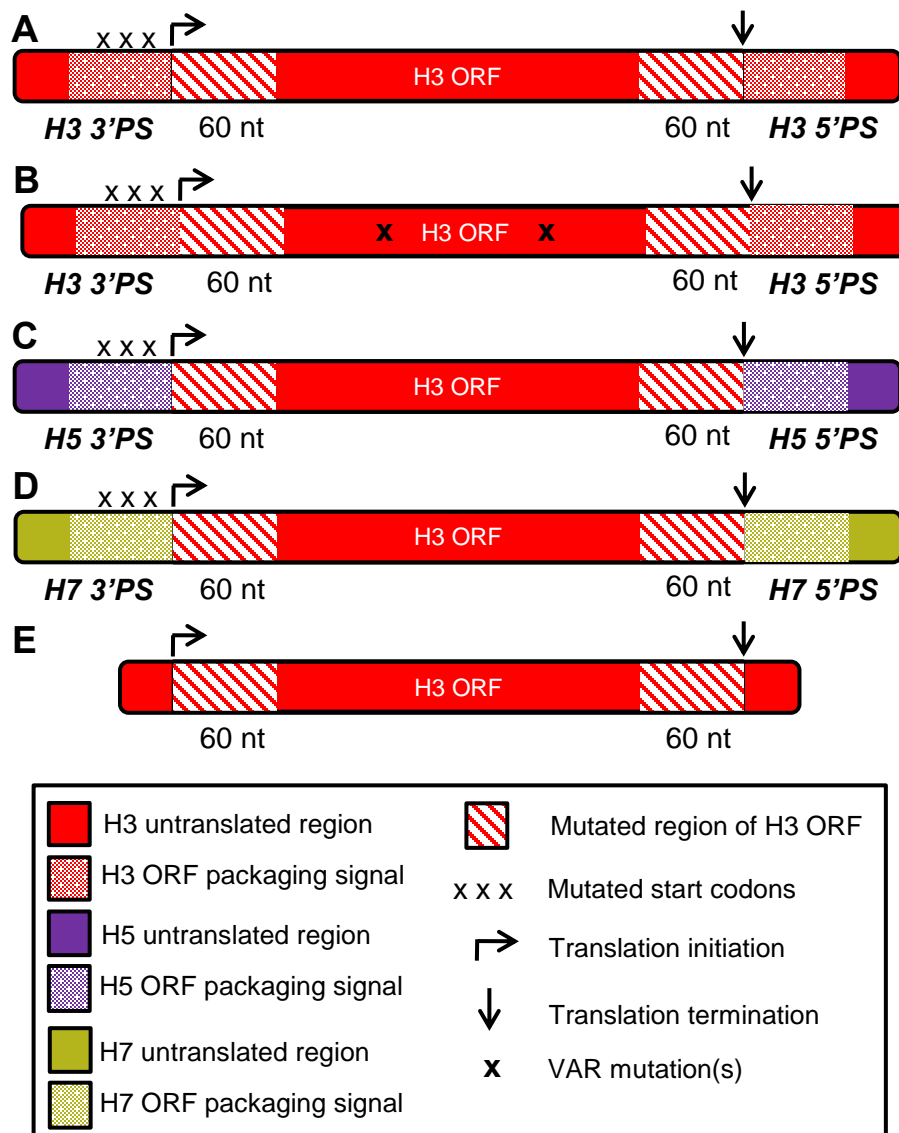 A
x x x
H3 ORF
H3 3'PS 60 nt 60 nt H3 5'PS
B
x x x
x H3 ORF x
H3 3'PS 60 nt 60 nt H3 5'PS
C
x x x
H3 ORF
H5 3'PS 60 nt 60 nt H5 5'PS
D
x x x
H3 ORF
H7 3'PS 60 nt 60 nt H7 5'PS
E
H3 ORF
60 nt 60 nt
H3 untranslated region
H3 ORF packaging signal
H5 untranslated region
H5 ORF packaging signal
H7 untranslated region
H7 ORF packaging signal
Mutated region of H3 ORF
x x x Mutated start codons
Translation initiation
Translation termination
x VAR mutation(s)